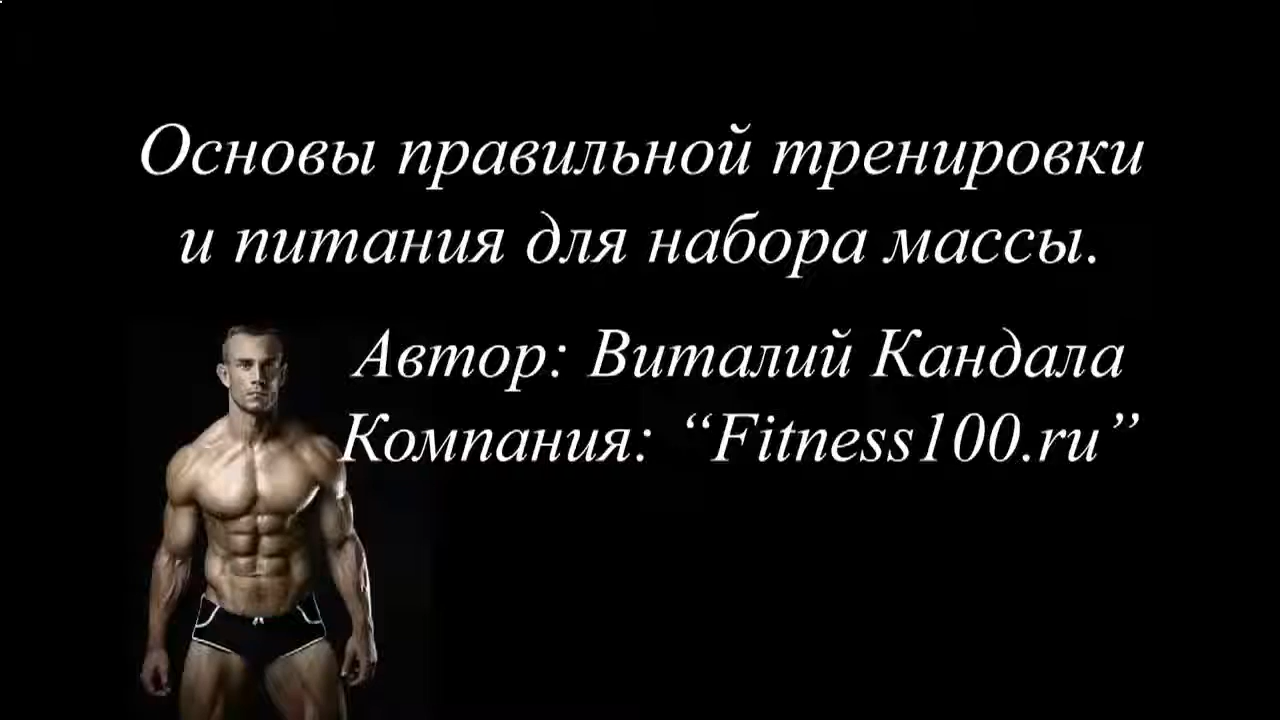 Основы правильной тренировки
и питания для набора массы.
Автор: Виталий Кандала
Компания: “Fitness100.ru”